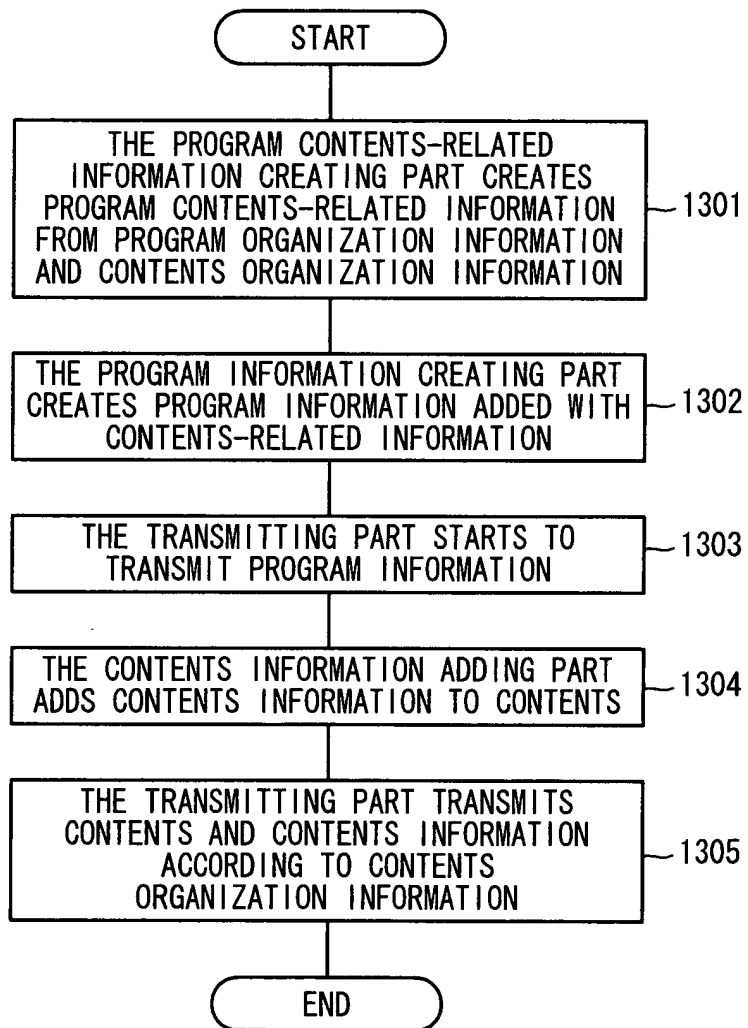 START
THE PROGRAM CONTENTS-RELATED
INFORMATION CREATING PART CREATES
PROGRAM CONTENTS-RELATED INFORMATION
FROM PROGRAM ORGANIZATION INFORMATION
AND CONTENTS ORGANIZATION INFORMATION
1301
THE PROGRAM INFORMATION CREATING PART
CREATES PROGRAM INFORMATION ADDED WITH
CONTENTS-RELATED INFORMATION
1302
THE TRANSMITTING PART STARTS TO
TRANSMIT PROGRAM INFORMATION
1303
THE CONTENTS INFORMATION ADDING PART
ADDS CONTENTS INFORMATION TO CONTENTS
1304
THE TRANSMITTING PART TRANSMITS
CONTENTS AND CONTENTS INFORMATION
ACCORDING TO CONTENTS
ORGANIZATION INFORMATION
1305
END